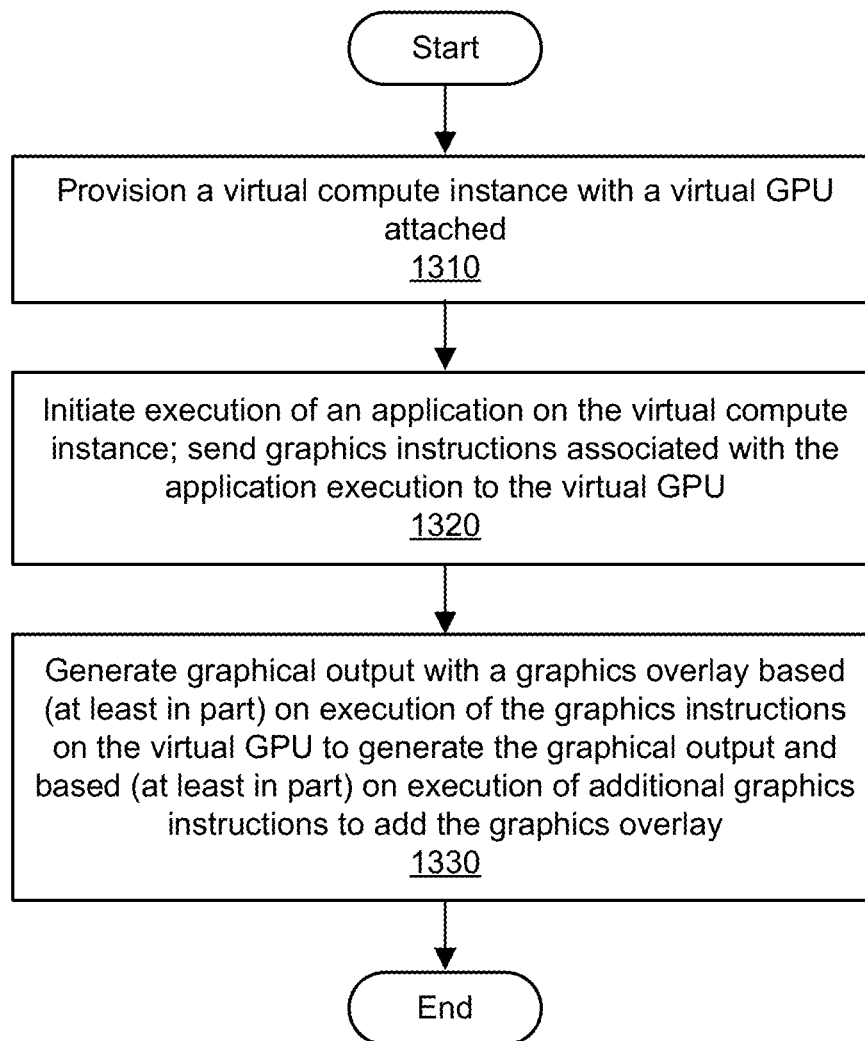 Start
Provision a virtual compute instance with a virtual GPU
attached
1310
Initiate execution of an application on the virtual compute
instance; send graphics instructions associated with the
application execution to the virtual GPU
1320
Generate graphical output with a graphics overlay based
(at least in part) on execution of the graphics instructions
on the virtual GPU to generate the graphical output and
based (at least in part) on execution of additional graphics
instructions to add the graphics overlay
1330
End